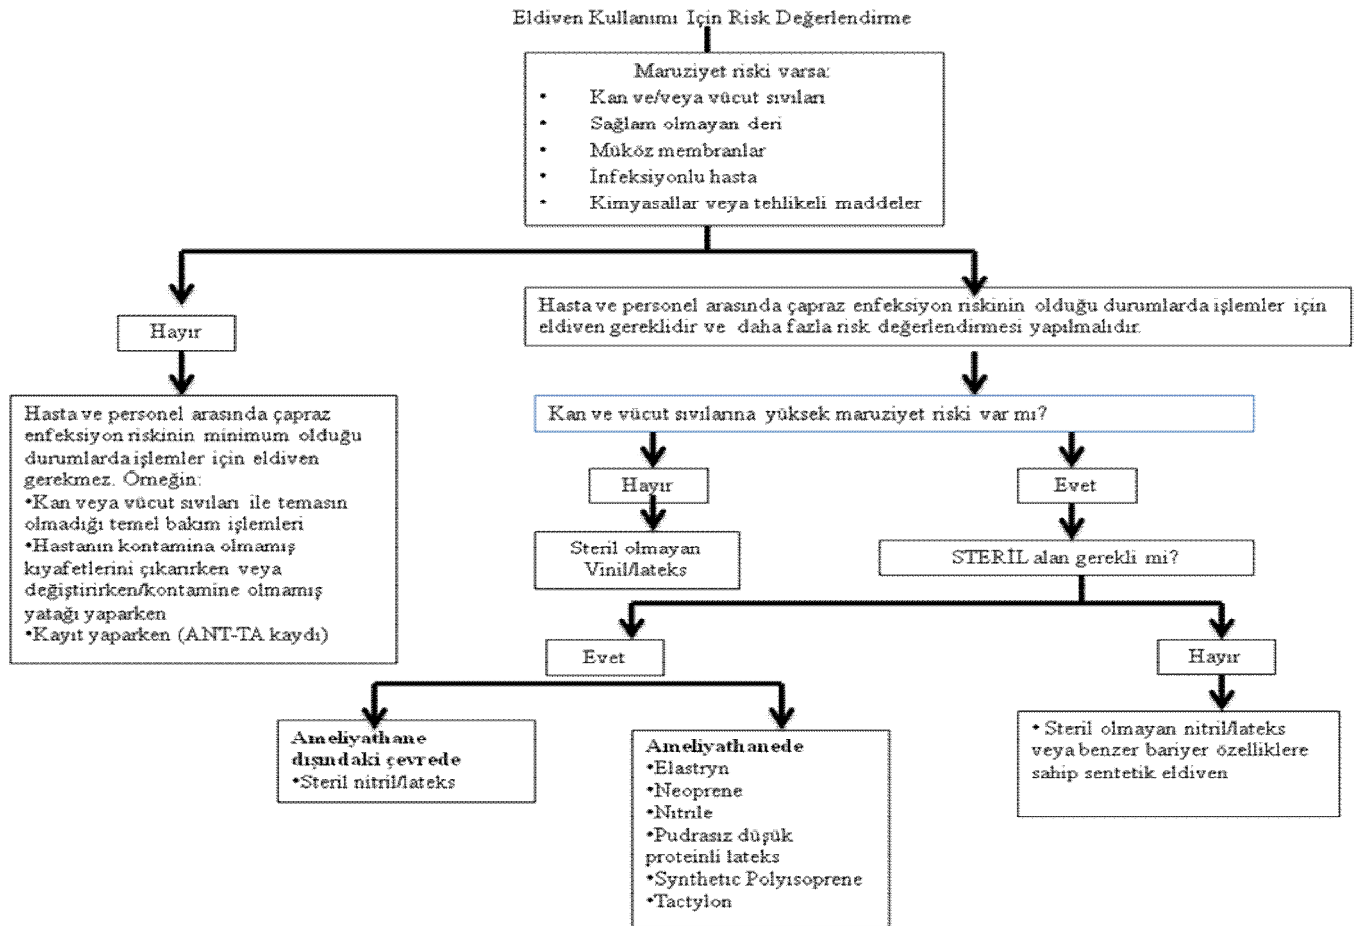 Eldiven Kullanımı Için Risk Değerlendirme
Maruziyet riski varsa:
• Kan ve/veya vücut sıvıları
• Sağlam olmayan deri
• Müköz membranlar
• İnfeksiyonlu hasta
• Kimyasallar veya tehlikeli maddeler
Hayır
Hasta ve personel arasında çapraz enfeksiyon riskinin olduğu durumlarda işlemler için
eldiven gereklidir ve daha fazla risk değerlendirmesi yapılmalıdır.
Hasta ve personel arasında çapraz
enfeksiyon riskinin minimum olduğu
durumlarda işlemler için eldiven
gerekmez. Örneğin:
•Kan veya vücut sıvıları ile temasın
olmadığı temel bakım işlemleri
•Hastanın kontamina olmamış
kıyafetlerini çıkarırken veya
değiştirirken/kontamine olmamış
yatağı yaparken
•Kayıt yaparken (ANT-TA kaydı)
Kan ve vücut sıvılarına yüksek maruziyet riski var mı?
Hayır
Evet
Steril olmayan
Vinil/lateks
STERİL alan gerekli mi?
Evet
Hayır
Ameliyathane
dışındaki çevrede
•Steril nitril/lateks
Ameliyathanede
•Elastryn
•Neoprene
•Nıtrıle
•Pudrasız düşük
proteinli lateks
•Synthetıc Polyısoprene
•Tactylon
• Steril olmayan nitril/lateks
veya benzer bariyer özelliklere
sahip sentetik eldiven